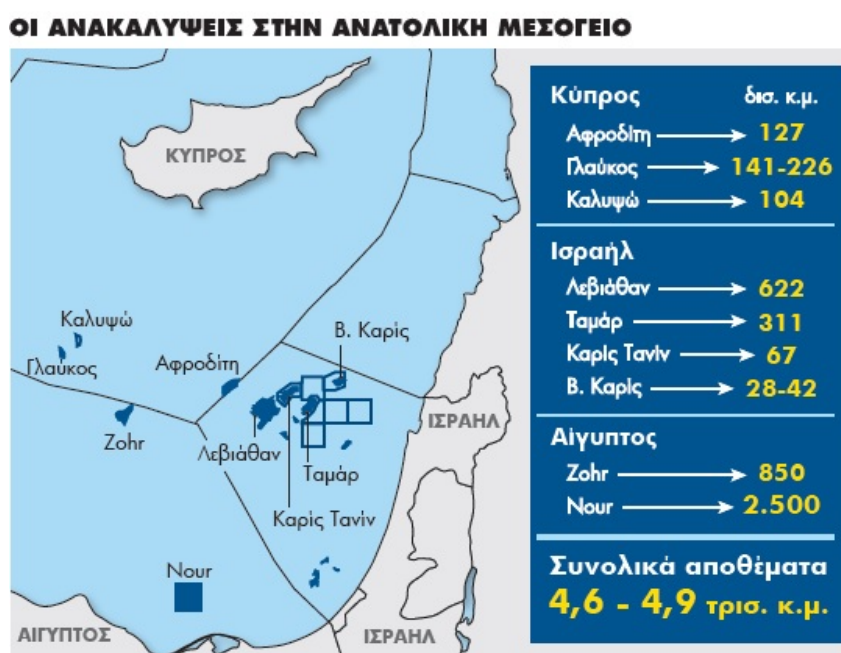 ΟΙ ΑΝΑΚΑΛΥΨΕΙΣ ΣΤΗΝ ΑΝΑΤΟΛΙΚΗ ΜΕΣΟΓΕΙΟ
ΚΥΠΡΟΣ
Καλυψώ
Γλαύκος
Αφροδίτη
Β. Καρίς
Zohr
Λεβιάθαν
Ταμάρ
Καρίς Τανίν
ΙΣΡΑΗΛ
Nour
ΑΙΓΥΠΤΟΣ
ΙΣΡΑΗΛ
Κύπρος δισ. κ.μ.
Αφροδίτη 127
Γλαύκος 141-226
Καλυψώ 104
Ισραήλ
Λεβιάθαν 622
Ταμάρ 311
Καρίς Τανίν 67
Β. Καρίς 28-42
Αίγυπτος
Zohr 850
Nour 2.500
Συνολικά αποθέματα
4,6 - 4,9 τρισ. κ.μ.